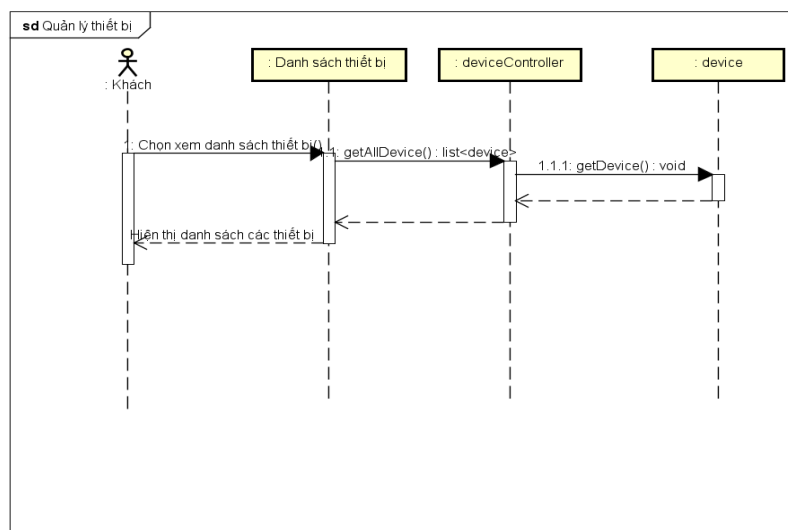 sd Quản lý thiết bị
: Khách
: Danh sách thiết bị
: deviceController
: device
1: Chọn xem danh sách thiết bị()
1.1: getAllDevice() : list<device>
1.1.1: getDevice() : void
Hiện thị danh sách các thiết bị